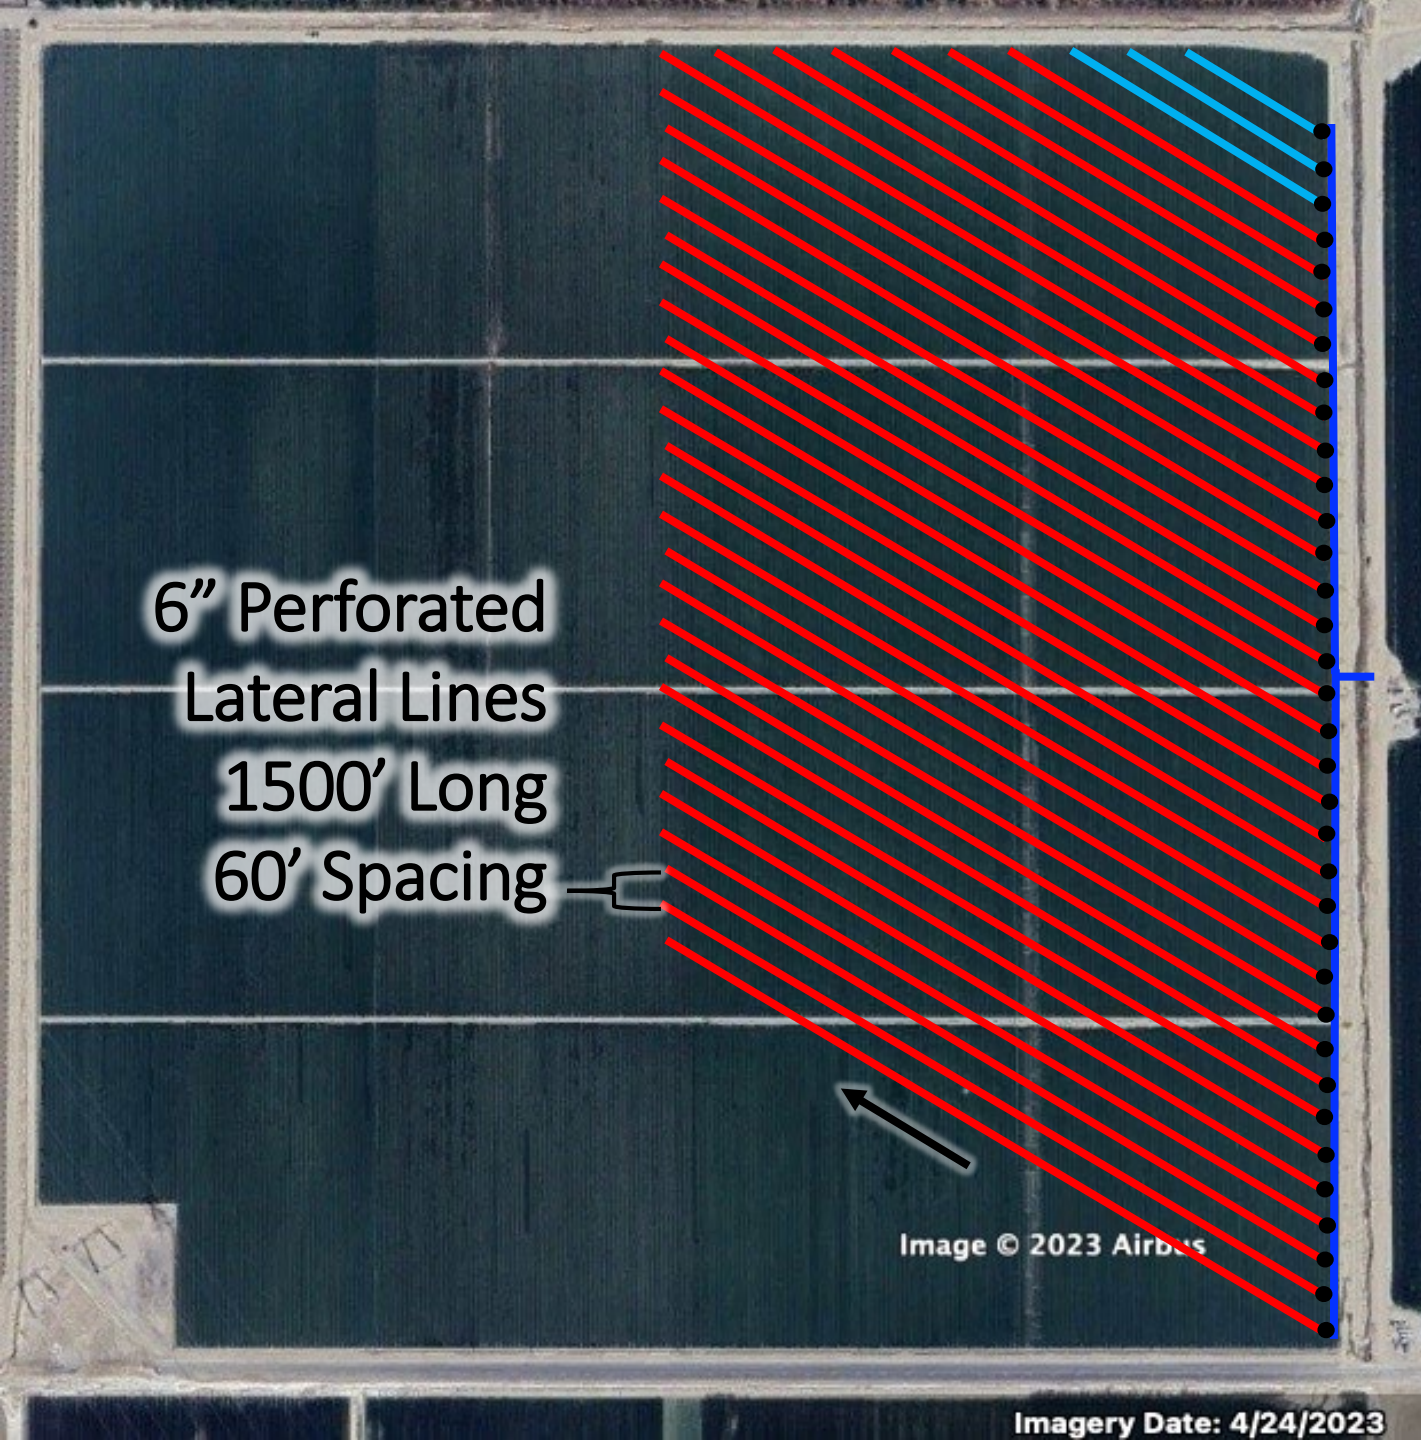 6” Perforated
Lateral Lines
1500’ Long
60’ Spacing
Image © 2023 Airbus
Imagery Date: 4/24/2023